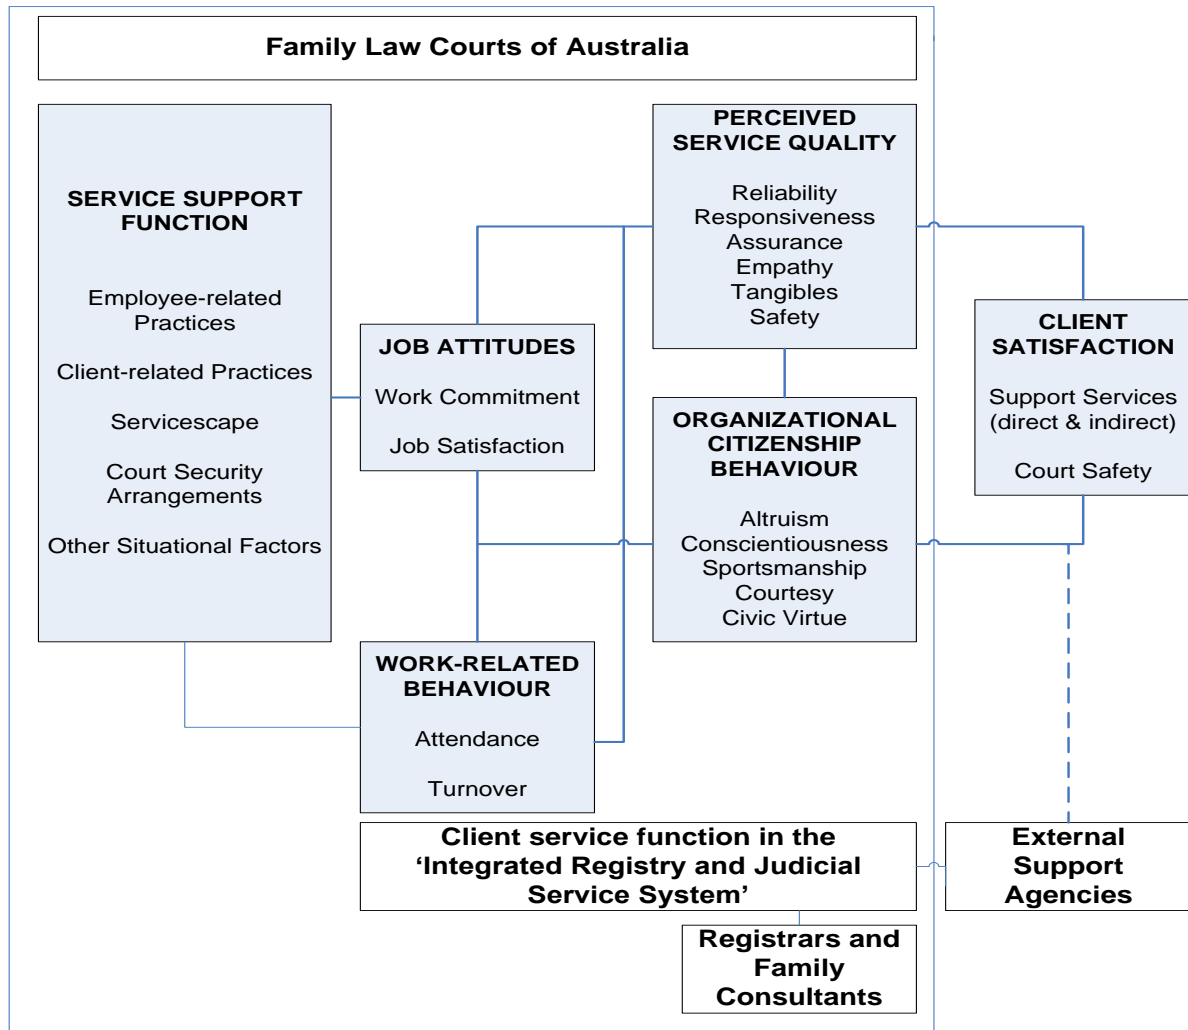 Family Law Courts of Australia
SERVICE SUPPORT
FUNCTION
Employee-related
Practices
Client-related Practices
Servicescape
Court Security
Arrangements
Other Situational Factors
JOB ATTITUDES
Work Commitment
Job Satisfaction
WORK-RELATED
BEHAVIOUR
Attendance
Turnover
PERCEIVED
SERVICE QUALITY
Reliability
Responsiveness
Assurance
Empathy
Tangibles
Safety
ORGANIZATIONAL
CITIZENSHIP
BEHAVIOUR
Altruism
Conscientiousness
Sportsmanship
Courtesy
Civic Virtue
CLIENT
SATISFACTION
Support Services
(direct & indirect)
Court Safety
Client service function in the
‘Integrated Registry and Judicial
Service System’
External
Support
Agencies
Registrars and
Family
Consultants